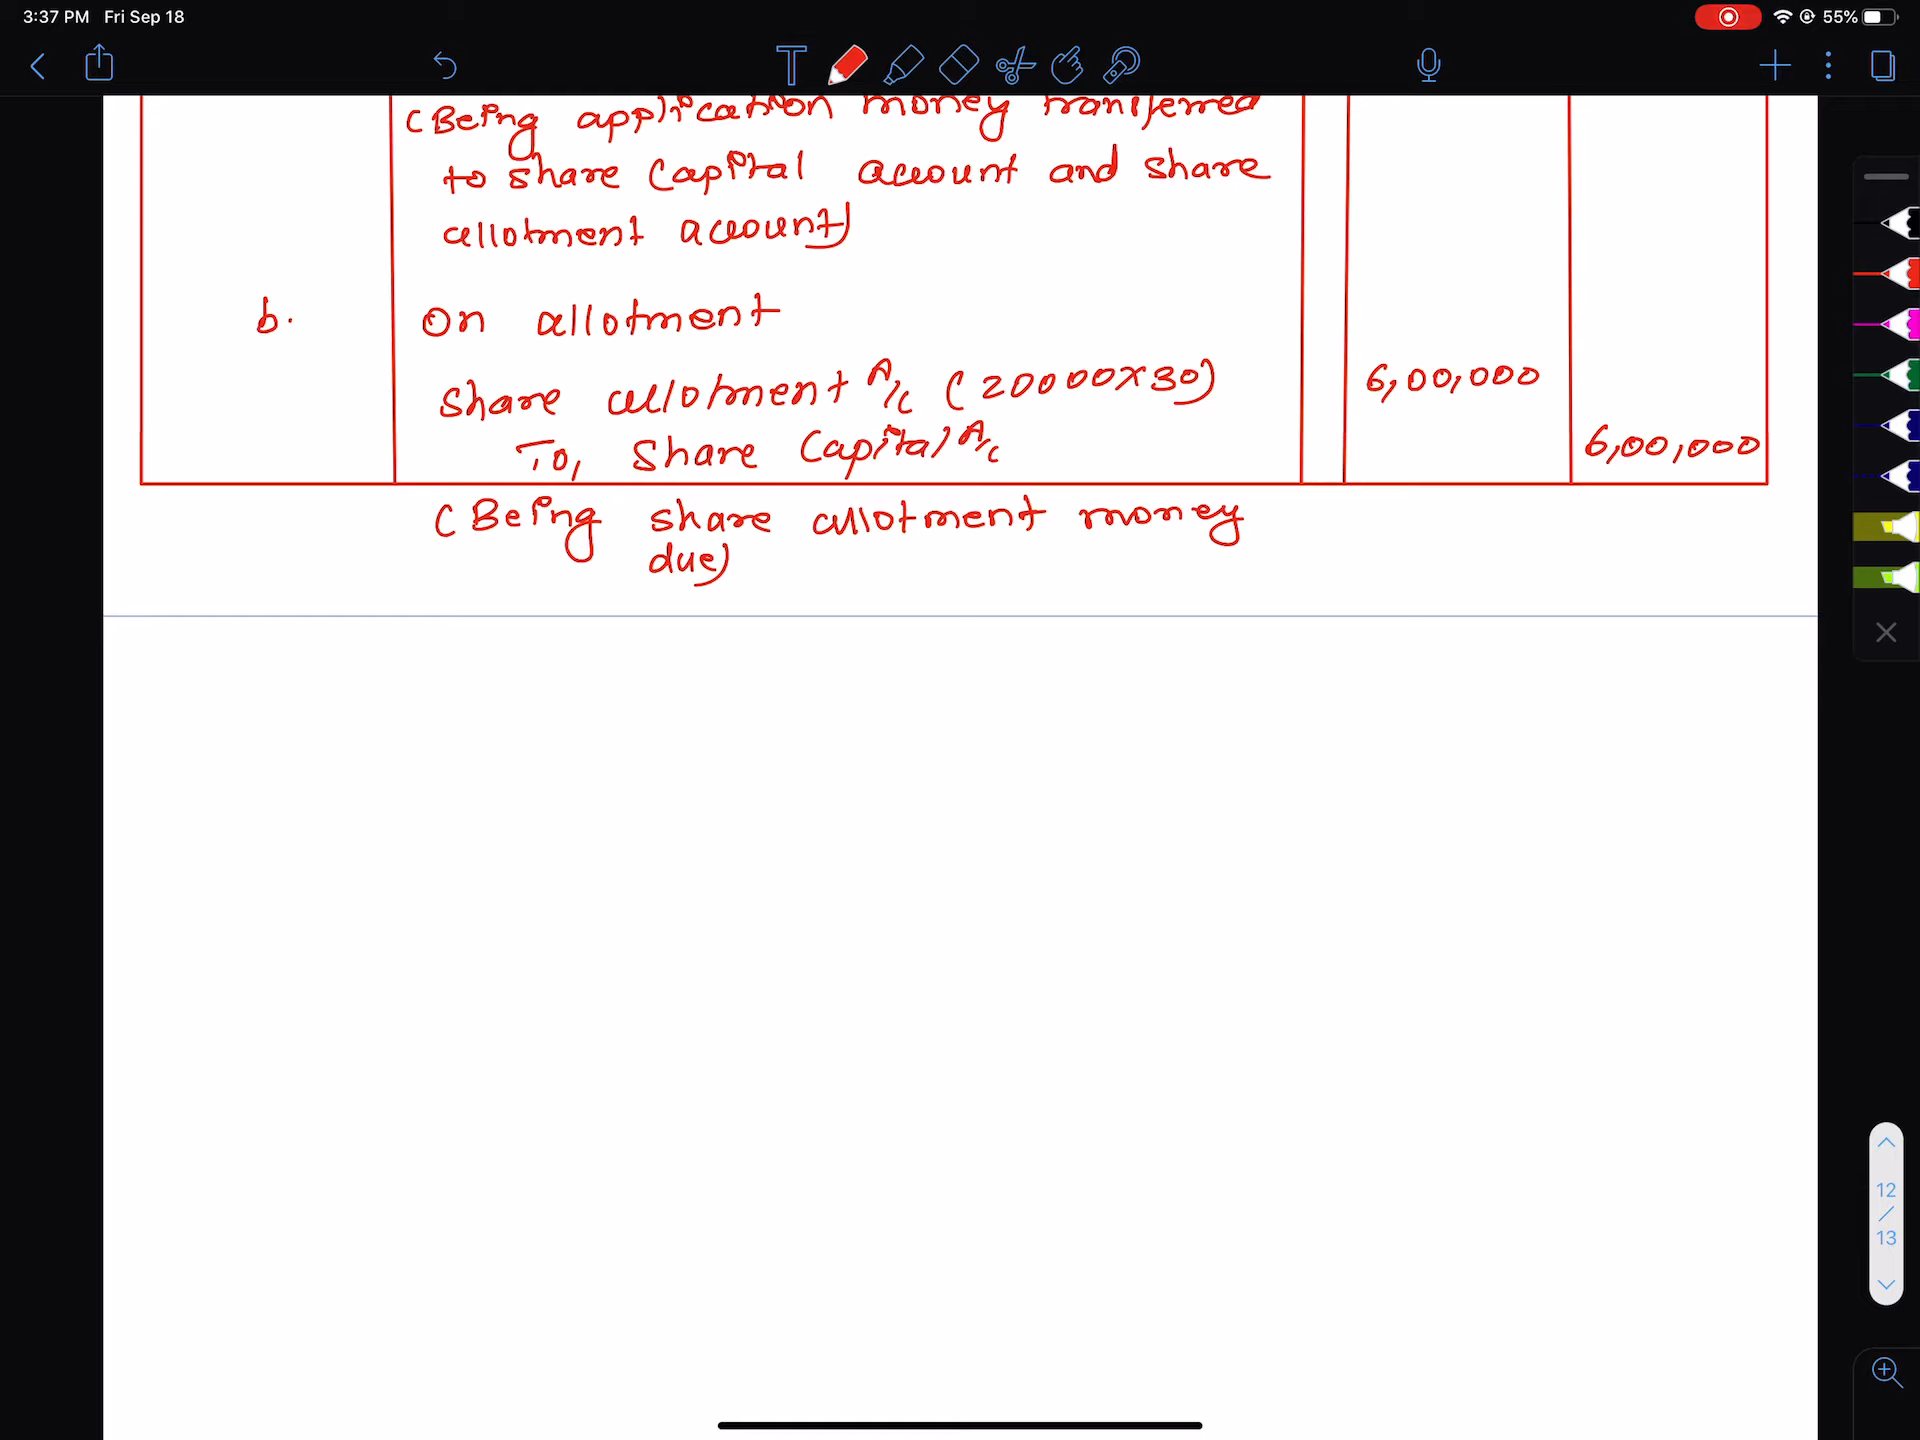 3:37 PM Fri Sep 18
55%
(Being application money transferred
to share capital account and share
allotment account)
b.
On allotment
Share allotment A/c (20000x30)
6,00,000
To, Share Capital A/c
6,00,000
(Being share allotment money
due)
12
/
13